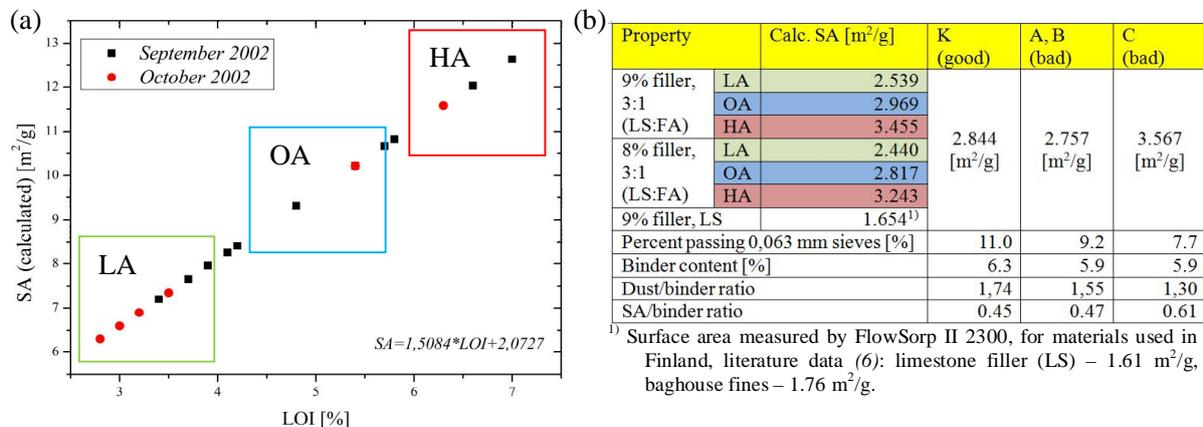 (a)
SA (calculated) [m²/g]
13
12
11
10
9
8
7
6
September 2002
October 2002
HA
OA
LA
SA=1,5084*LOI+2,0727
3 4 5 6 7
LOI [%]
(b)
Property Calc. SA [m²/g] K (good) A, B (bad) C (bad)
9% filler, 3:1 (LS:FA) LA 2.539
OA 2.969
HA 3.455
8% filler, 3:1 (LS:FA) LA 2.440
OA 2.817
HA 3.243
2.844 [m²/g] 2.757 [m²/g] 3.567 [m²/g]
9% filler, LS 1.654¹⁾
Percent passing 0,063 mm sieves [%] 11.0 9.2 7.7
Binder content [%] 6.3 5.9 5.9
Dust/binder ratio 1,74 1,55 1,30
SA/binder ratio 0.45 0.47 0.61
¹⁾ Surface area measured by FlowSorp II 2300, for materials used in
Finland, literature data (6): limestone filler (LS) – 1.61 m²/g,
baghouse fines – 1.76 m²/g.